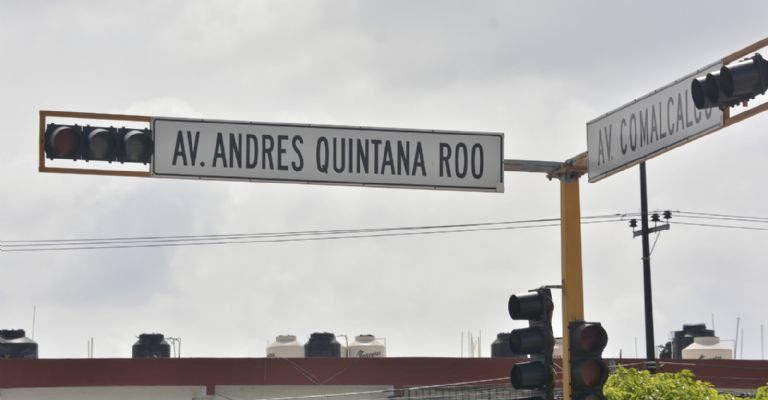 AV. ANDRES QUINTANA ROO
AV. COMALCALCO